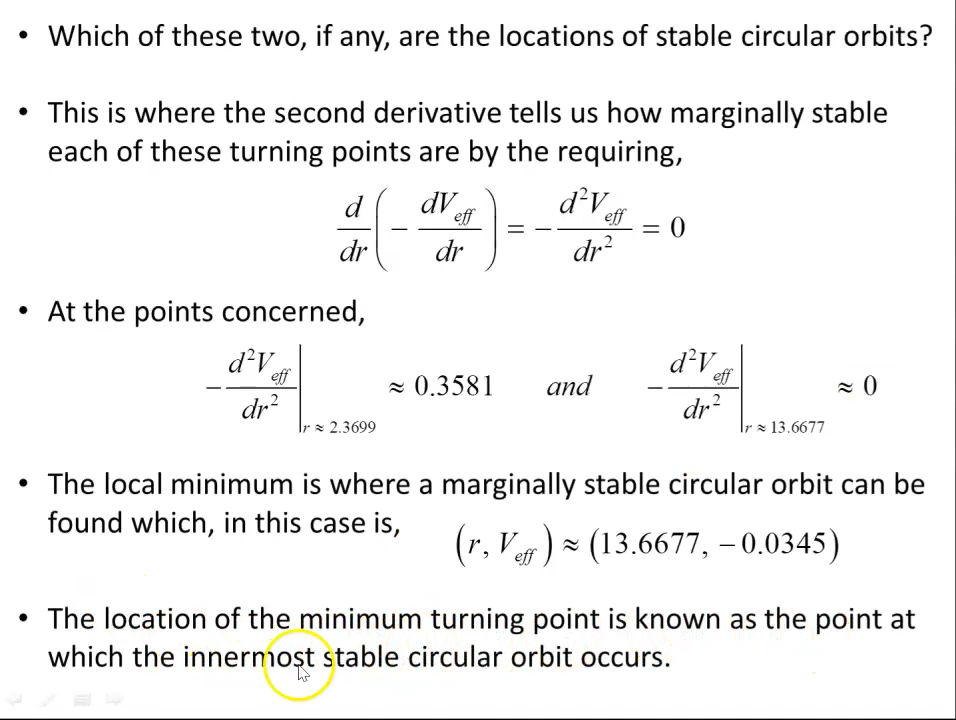 • Which of these two, if any, are the locations of stable circular orbits?
• This is where the second derivative tells us how marginally stable
each of these turning points are by the requiring,
d/dr ( − dV_eff/dr ) = − d²V_eff/dr² = 0
• At the points concerned,
− d²V_eff/dr² |_{r ≈ 2.3699} ≈ 0.3581 and − d²V_eff/dr² |_{r ≈ 13.6677} ≈ 0
• The local minimum is where a marginally stable circular orbit can be
found which, in this case is, (r, V_eff) ≈ (13.6677, − 0.0345)
• The location of the minimum turning point is known as the point at
which the innermost stable circular orbit occurs.